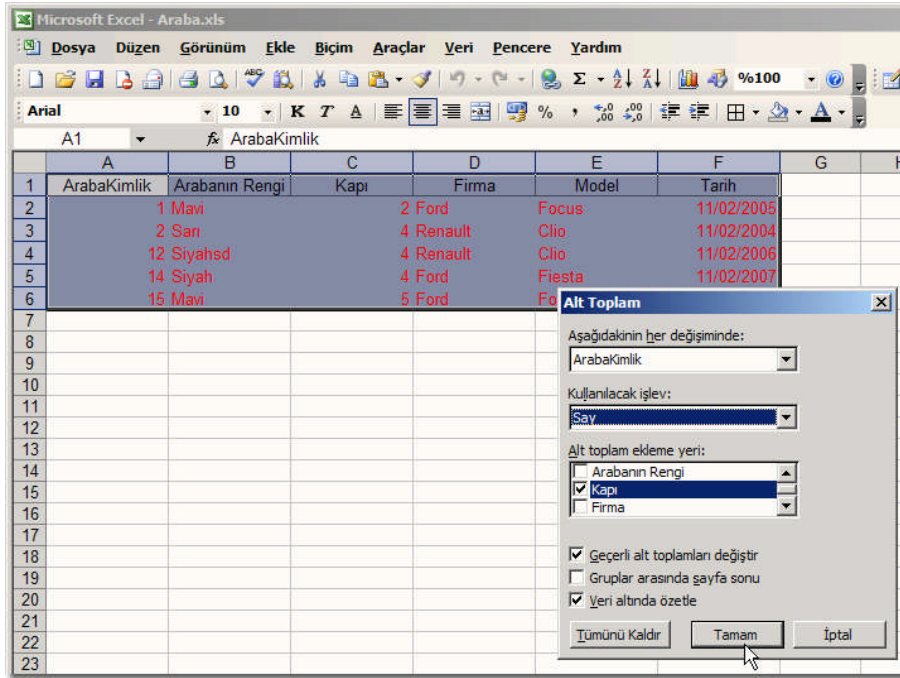 Microsoft Excel - Araba.xls
Dosya Düzen Görünüm Ekle Biçim Araçlar Veri Pencere Yardım
%100
Arial 10 K T A
A1 fx ArabaKimlik
A B C D E F G H
1 ArabaKimlik Arabanın Rengi Kapı Firma Model Tarih
2 1 Mavi 2 Ford Focus 11/02/2005
3 2 Sarı 4 Renault Clio 11/02/2004
4 12 Siyahsd 4 Renault Clio 11/02/2006
5 14 Siyah 4 Ford Fiesta 11/02/2007
6 15 Mavi 5 Ford Fo
7
8
9
10
11
12
13
14
15
16
17
18
19
20
21
22
23
Alt Toplam
Aşağıdakinin her değişiminde:
ArabaKimlik
Kullanılacak işlev:
Say
Alt toplam ekleme yeri:
Arabanın Rengi
Kapı
Firma
Geçerli alt toplamları değiştir
Gruplar arasında sayfa sonu
Veri altında özetle
Tümünü Kaldır Tamam İptal